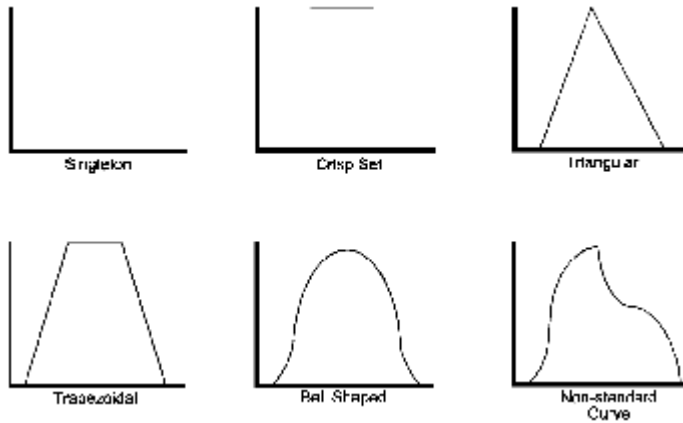 Singleton
Crisp Set
Triangular
Trapezoidal
Bell Shaped
Non-standard
Curve